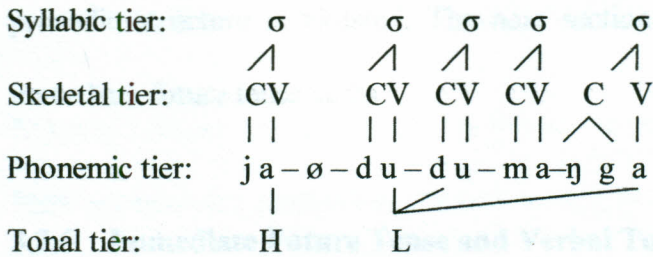 Syllabic tier: σ σ σ σ σ
Skeletal tier: CV CV CV CV C V
Phonemic tier: j a – ø – d u – d u – m a – ŋ g a
Tonal tier: H L